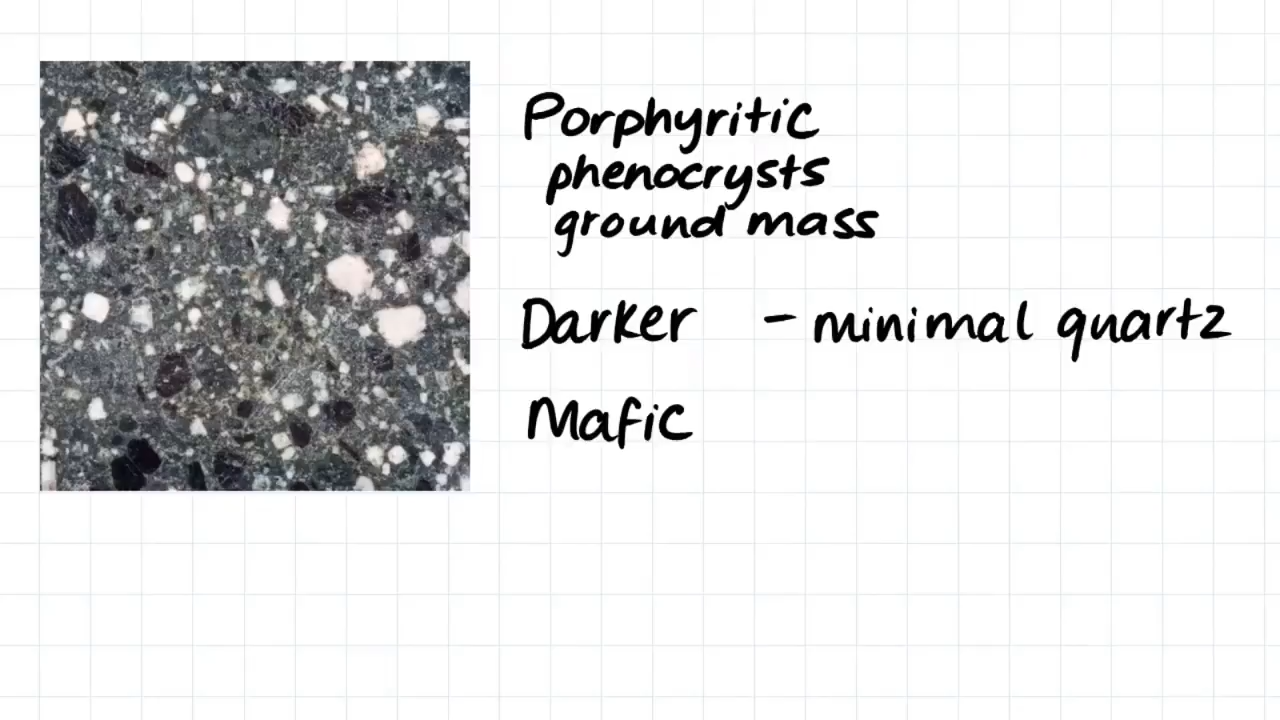 Porphyritic
phenocrysts
ground mass
Darker - minimal quartz
Mafic